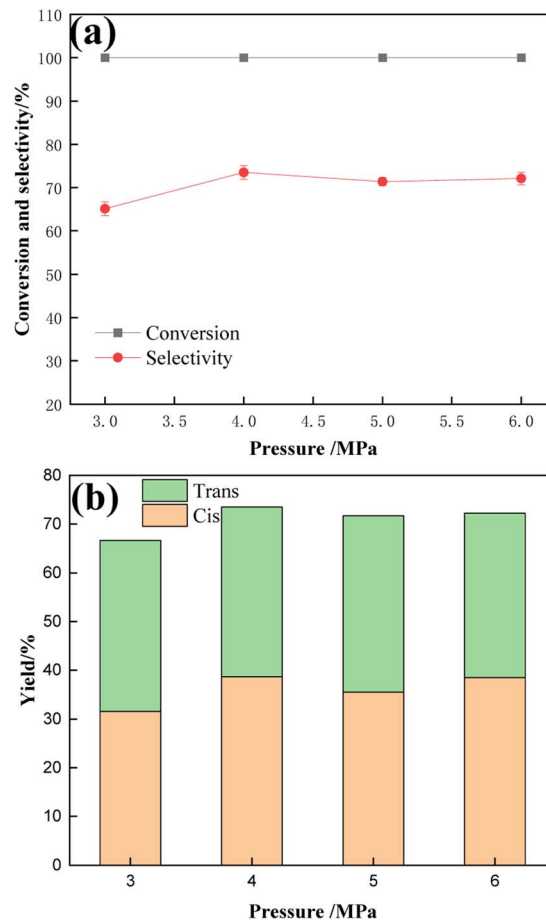 (a)
Conversion and selectivity/%
110
100
90
80
70
60
50
40
30
20
Conversion
Selectivity
3.0 3.5 4.0 4.5 5.0 5.5 6.0
Pressure /MPa
(b)
Yield/%
80
70
60
50
40
30
20
10
0
Trans
Cis
3 4 5 6
Pressure /MPa